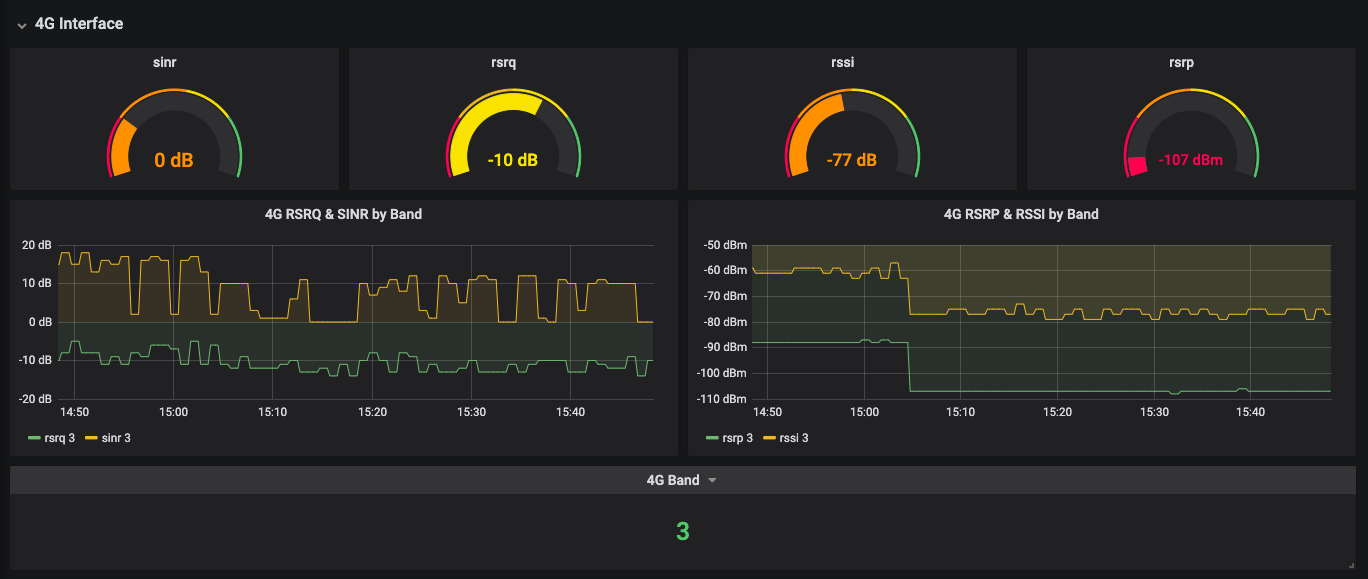 4G Interface
sinr
rsrq
rssi
rsrp
0 dB
-10 dB
-77 dB
-107 dBm
4G RSRQ & SINR by Band
20 dB
10 dB
0 dB
-10 dB
-20 dB
14:50 15:00 15:10 15:20 15:30 15:40
rsrq 3 sinr 3
4G RSRP & RSSI by Band
-50 dBm
-60 dBm
-70 dBm
-80 dBm
-90 dBm
-100 dBm
-110 dBm
14:50 15:00 15:10 15:20 15:30 15:40
rsrp 3 rssi 3
4G Band
3